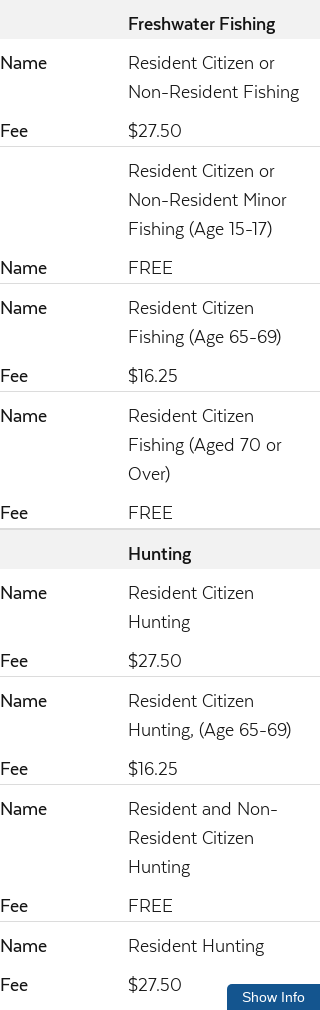 Freshwater Fishing
Name Resident Citizen or
Non-Resident Fishing
Fee $27.50
Resident Citizen or
Non-Resident Minor
Fishing (Age 15-17)
Name FREE
Name Resident Citizen
Fishing (Age 65-69)
Fee $16.25
Name Resident Citizen
Fishing (Aged 70 or
Over)
Fee FREE
Hunting
Name Resident Citizen
Hunting
Fee $27.50
Name Resident Citizen
Hunting, (Age 65-69)
Fee $16.25
Name Resident and Non-
Resident Citizen
Hunting
Fee FREE
Name Resident Hunting
Fee $27.50
Show Info